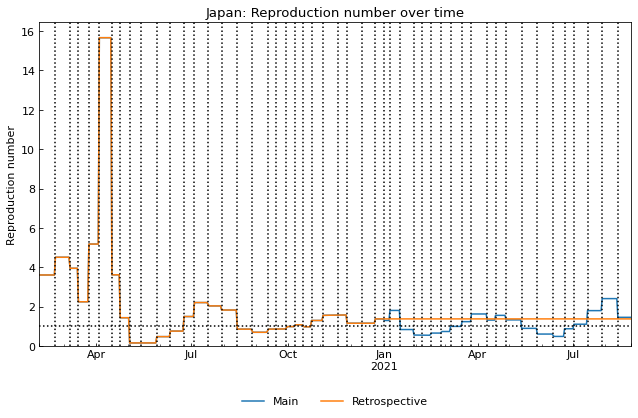 Japan: Reproduction number over time
Reproduction number
16
14
12
10
8
6
4
2
0
Apr
Jul
Oct
Jan
2021
Apr
Jul
Main
Retrospective